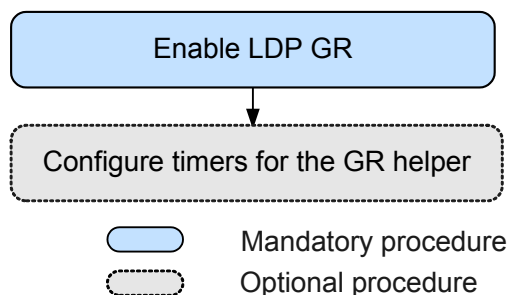 Enable LDP GR
Configure timers for the GR helper
Mandatory procedure
Optional procedure